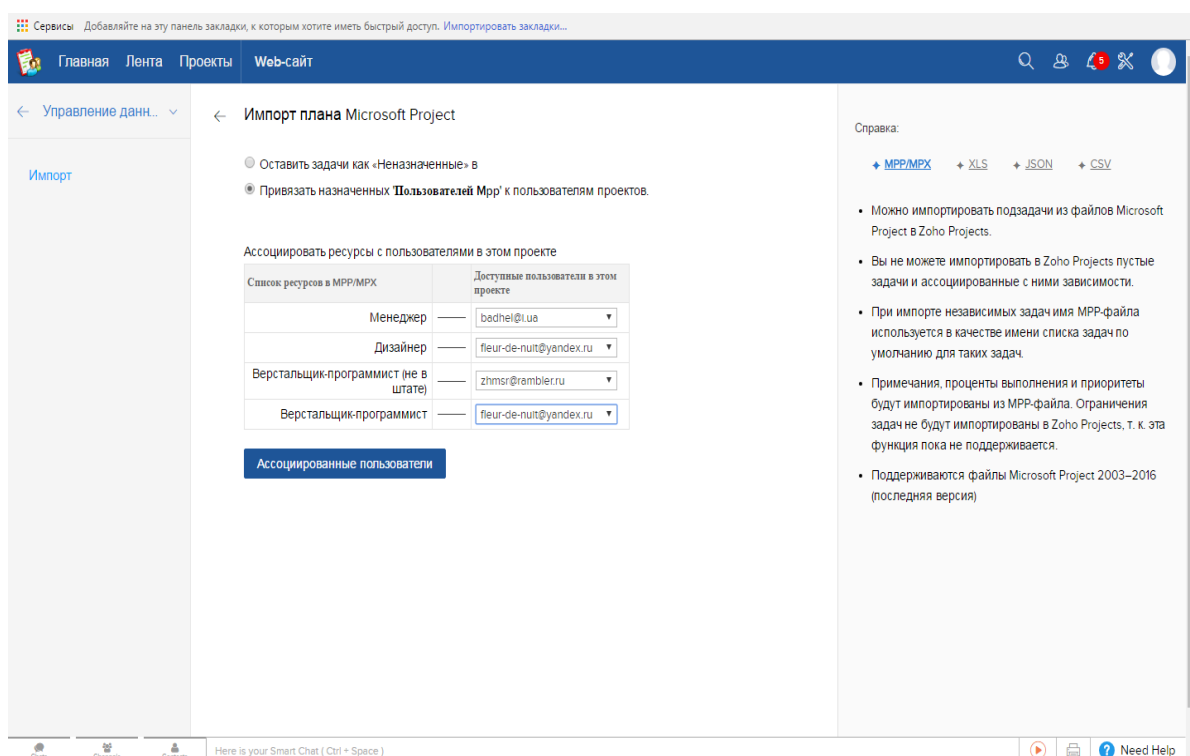 Сервисы Добавляйте на эту панель закладки, к которым хотите иметь быстрый доступ. Импортировать закладки...
Главная Лента Проекты Web-сайт
5
Управление данн...
Импорт
Импорт плана Microsoft Project
Оставить задачи как «Неназначенные» в
Привязать назначенных 'Пользователей Mpp' к пользователям проектов.
Ассоциировать ресурсы с пользователями в этом проекте
Список ресурсов в MPP/MPX
Доступные пользователи в этом
проекте
Менеджер badhel@i.ua
Дизайнер fleur-de-nuit@yandex.ru
Верстальщик-программист (не в
штате) zhmsr@rambler.ru
Верстальщик-программист fleur-de-nuit@yandex.ru
Ассоциированные пользователи
Справка:
MPP/MPX XLS JSON CSV
• Можно импортировать подзадачи из файлов Microsoft
Project в Zoho Projects.
• Вы не можете импортировать в Zoho Projects пустые
задачи и ассоциированные с ними зависимости.
• При импорте независимых задач имя MPP-файла
используется в качестве имени списка задач по
умолчанию для таких задач.
• Примечания, проценты выполнения и приоритеты
будут импортированы из MPP-файла. Ограничения
задач не будут импортированы в Zoho Projects, т. к. эта
функция пока не поддерживается.
• Поддерживаются файлы Microsoft Project 2003–2016
(последняя версия)
Here is your Smart Chat ( Ctrl + Space )
Need Help